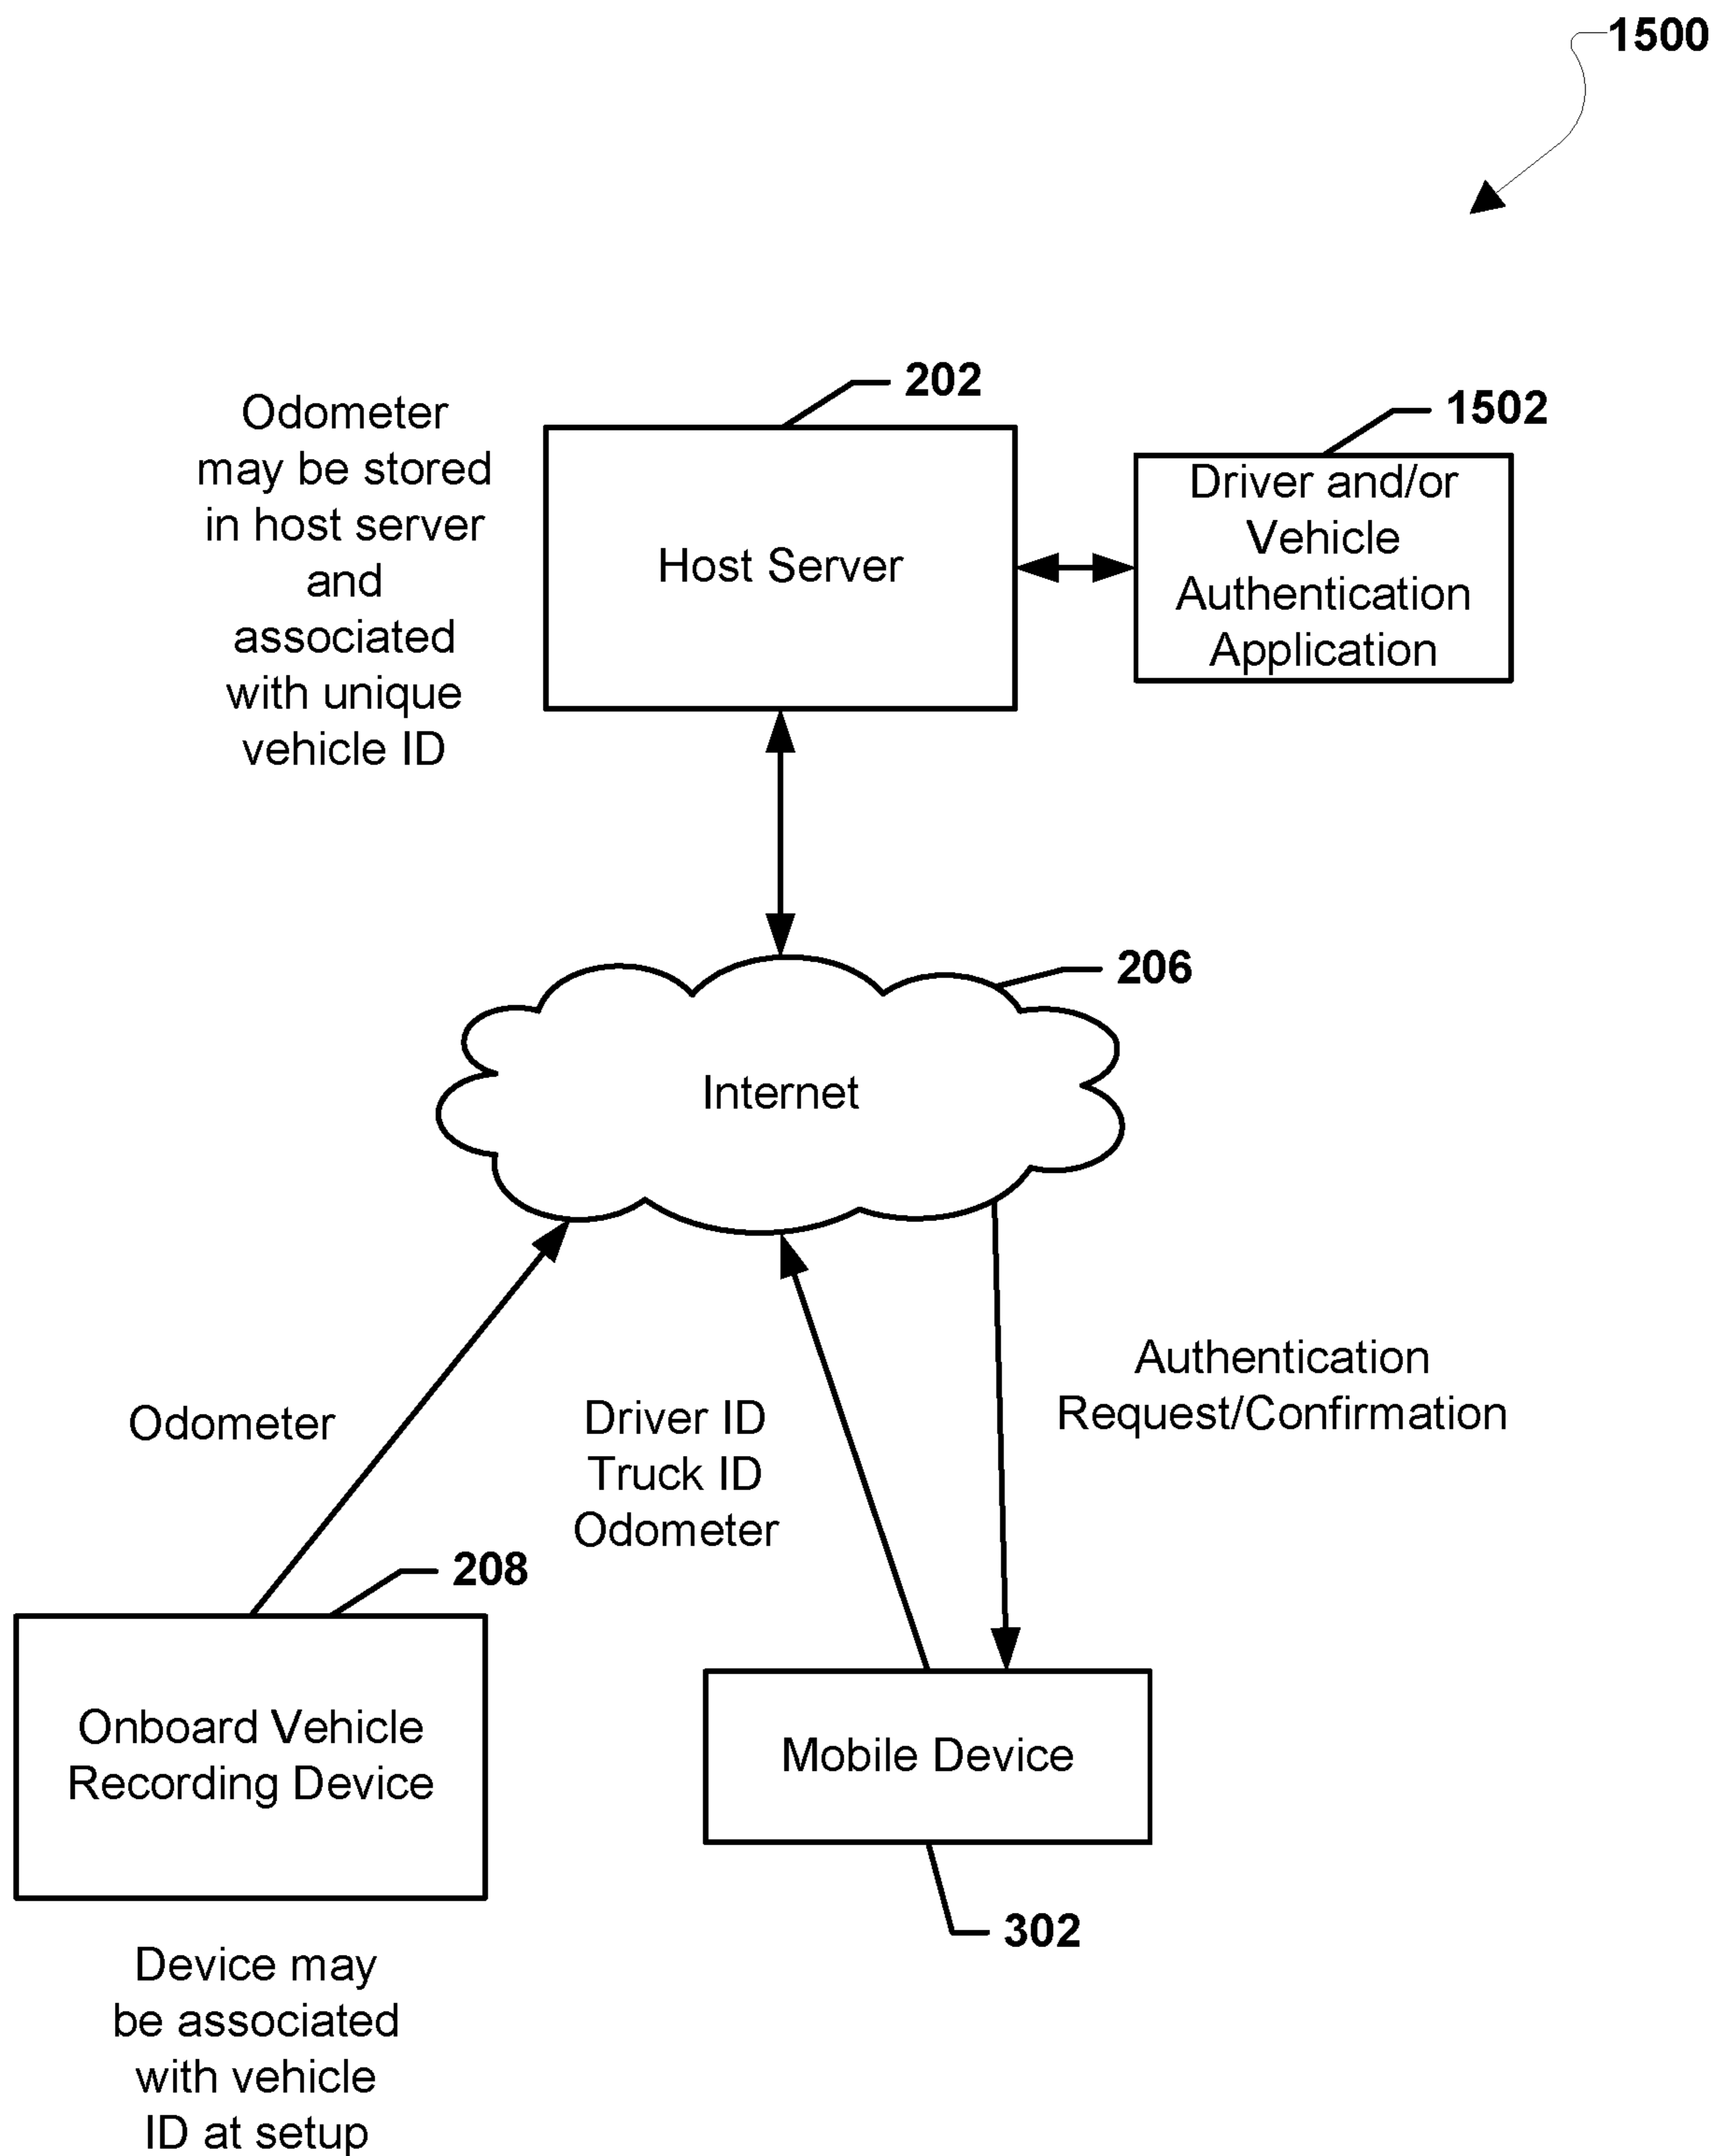 1500
202
1502
Odometer
may be stored
in host server
and
associated
with unique
vehicle ID
Host Server
Driver and/or
Vehicle
Authentication
Application
206
Internet
Odometer
Driver ID
Truck ID
Odometer
Authentication
Request/Confirmation
208
Onboard Vehicle
Recording Device
Mobile Device
302
Device may
be associated
with vehicle
ID at setup